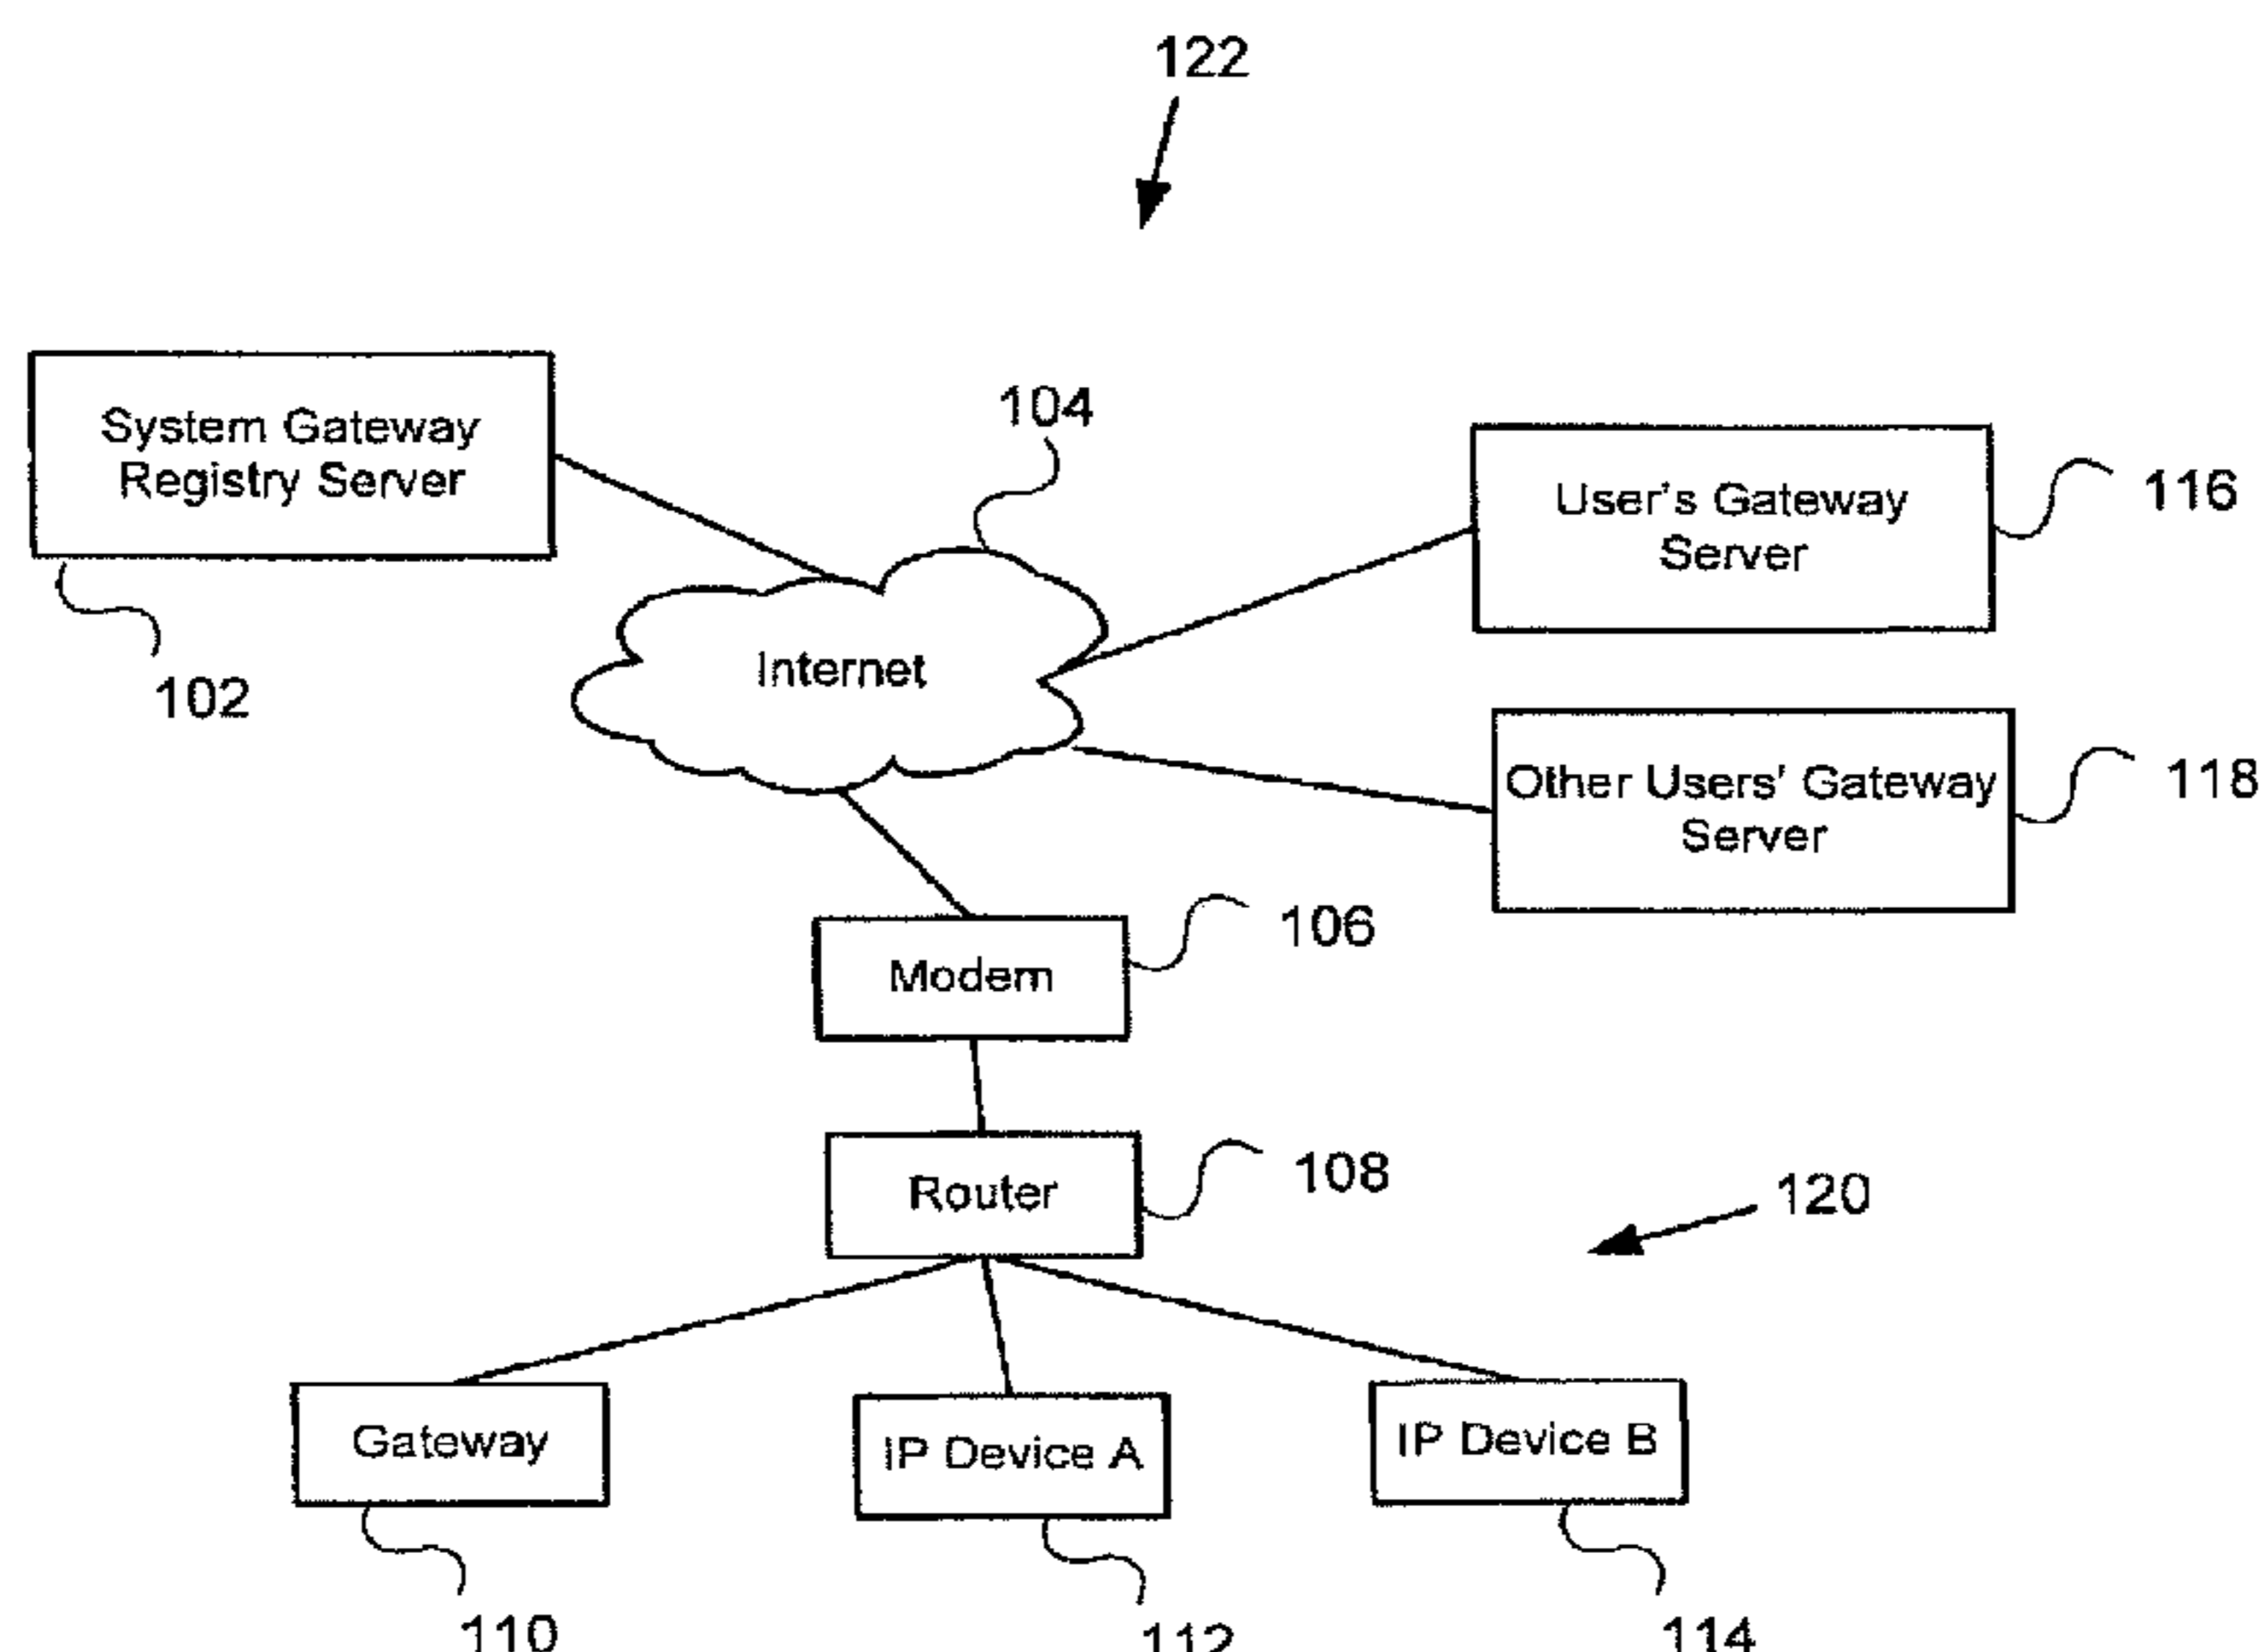 122
System Gateway
Registry Server
102
104
User's Gateway
Server
116
Internet
Other Users' Gateway
Server
118
Modem
106
Router
108
120
Gateway
IP Device A
IP Device B
110
112
114